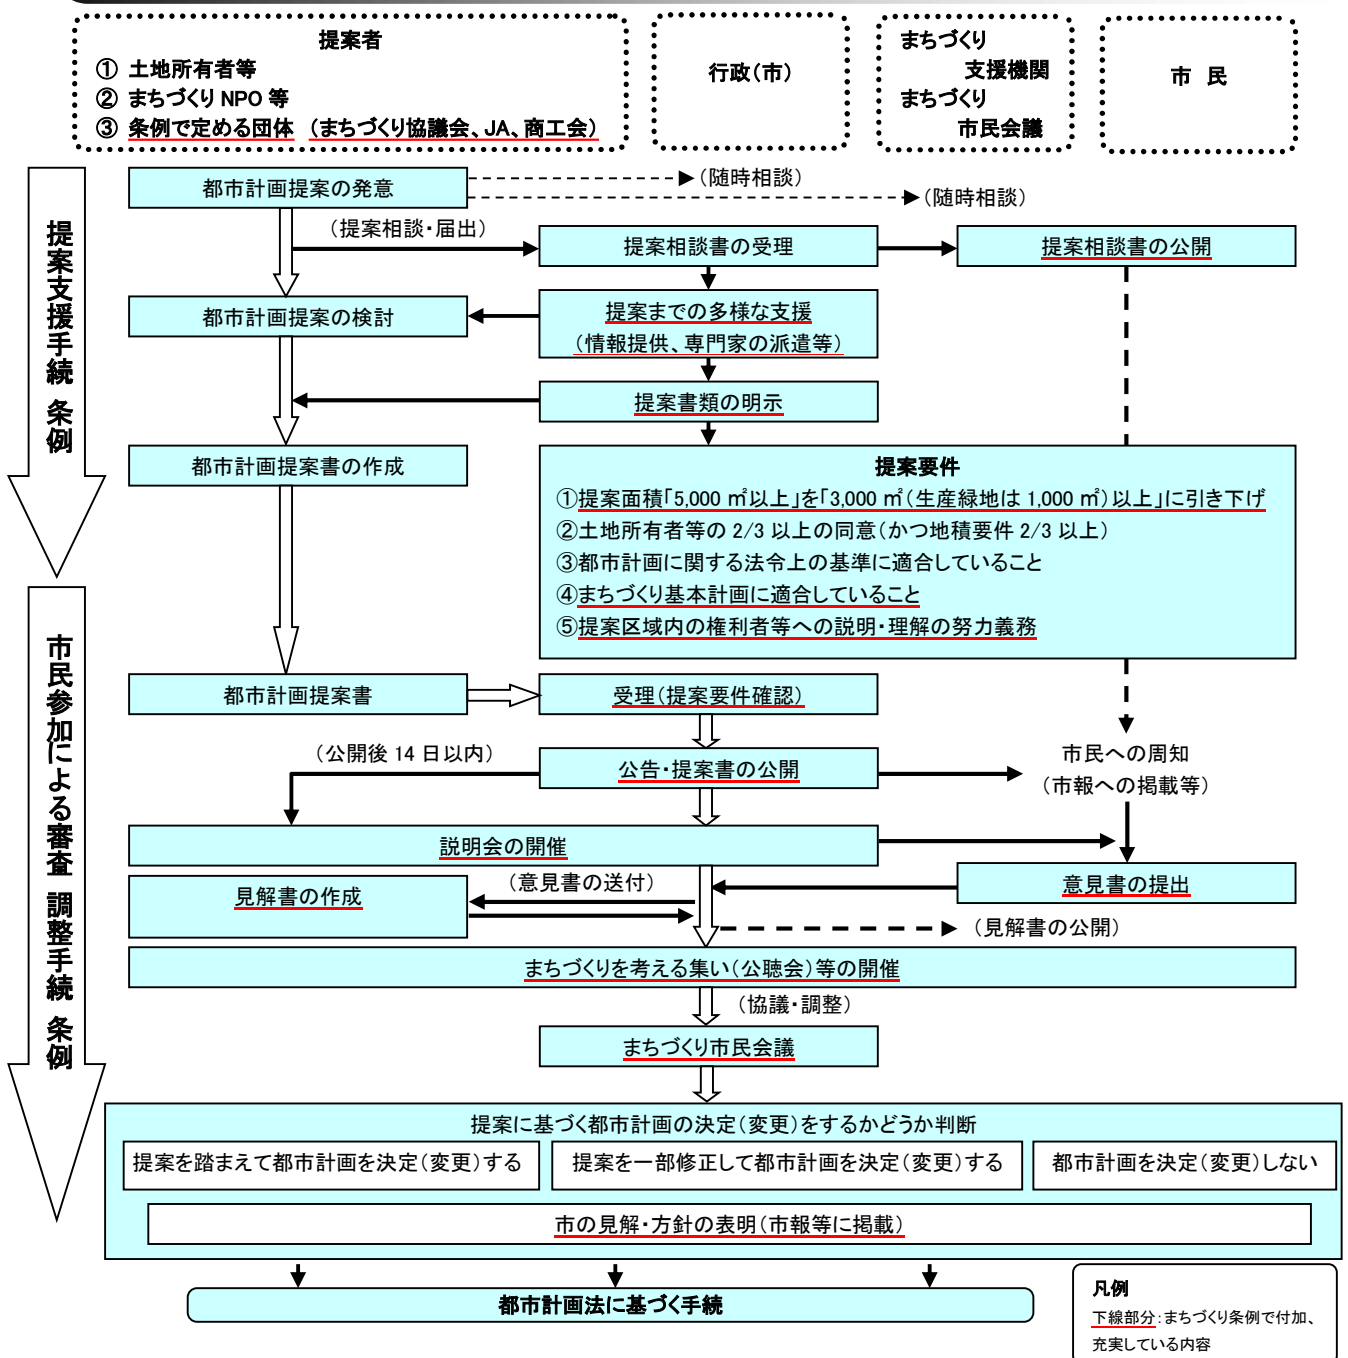 提案者
① 土地所有者等
② まちづくり NPO 等
③ 条例で定める団体 （まちづくり協議会、JA、商工会）
行政（市）
まちづくり
支援機関
まちづくり
市民会議
市 民
提案支援手続 条例
都市計画提案の発意
（随時相談）
（随時相談）
（提案相談・届出）
提案相談書の受理
提案相談書の公開
都市計画提案の検討
提案までの多様な支援
（情報提供、専門家の派遣等）
提案書類の明示
都市計画提案書の作成
提案要件
①提案面積「5,000 ㎡以上」を「3,000 ㎡（生産緑地は 1,000 ㎡）以上」に引き下げ
②土地所有者等の 2/3 以上の同意（かつ地積要件 2/3 以上）
③都市計画に関する法令上の基準に適合していること
④まちづくり基本計画に適合していること
⑤提案区域内の権利者等への説明・理解の努力義務
市民参加による審査 調整手続 条例
都市計画提案書
受理（提案要件確認）
（公開後 14 日以内）
公告・提案書の公開
市民への周知
（市報への掲載等）
説明会の開催
見解書の作成
（意見書の送付）
意見書の提出
（見解書の公開）
まちづくりを考える集い（公聴会）等の開催
（協議・調整）
まちづくり市民会議
提案に基づく都市計画の決定（変更）をするかどうか判断
提案を踏まえて都市計画を決定（変更）する
提案を一部修正して都市計画を決定（変更）する
都市計画を決定（変更）しない
市の見解・方針の表明（市報等に掲載）
都市計画法に基づく手続
凡例
下線部分：まちづくり条例で付加、
充実している内容